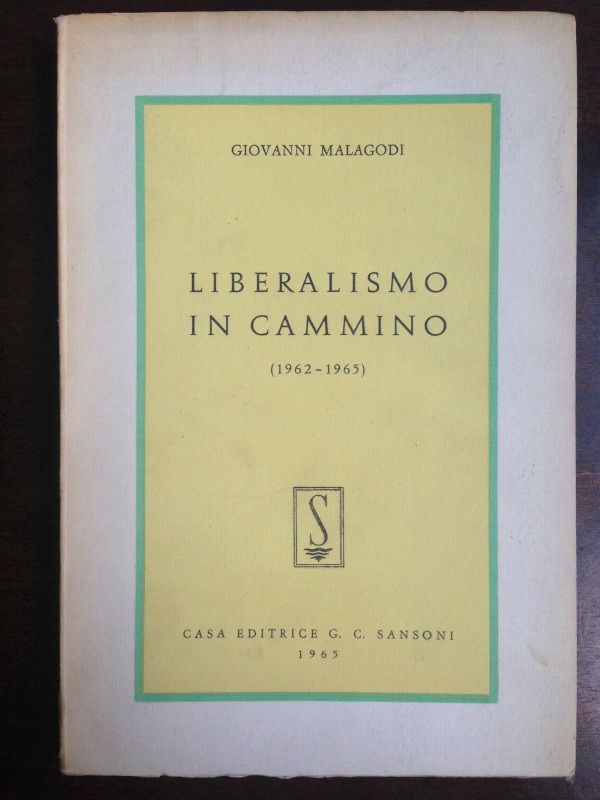 GIOVANNI MALAGODI
LIBERALISMO
IN CAMMINO
(1962-1965)
S
CASA EDITRICE G. C. SANSONI
1965